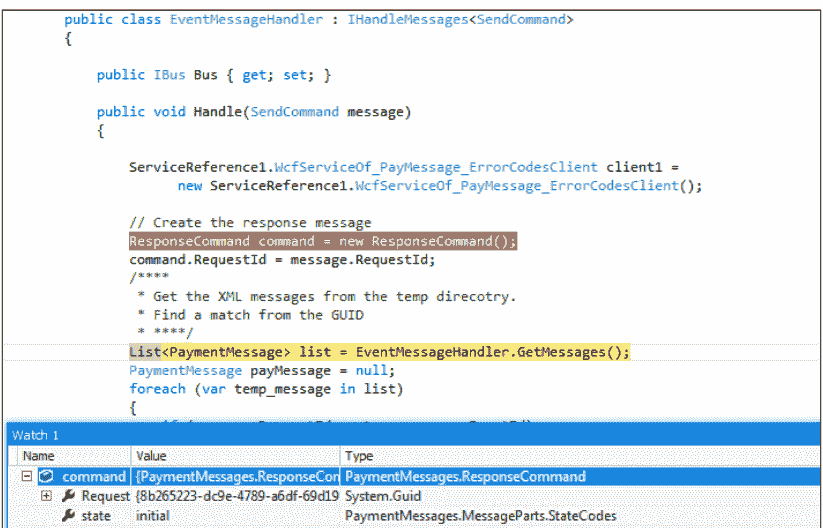 public class EventMessageHandler : IHandleMessages<SendCommand>
{
public IBus Bus { get; set; }
public void Handle(SendCommand message)
{
ServiceReference1.WcfServiceOf_PayMessage_ErrorCodesClient client1 =
new ServiceReference1.WcfServiceOf_PayMessage_ErrorCodesClient();
// Create the response message
ResponseCommand command = new ResponseCommand();
command.RequestId = message.RequestId;
/****
* Get the XML messages from the temp direcotry.
* Find a match from the GUID
* ****/
List<PaymentMessage> list = EventMessageHandler.GetMessages();
PaymentMessage payMessage = null;
foreach (var temp_message in list)
{
Watch 1
Name Value Type
command {PaymentMessages.ResponseCon PaymentMessages.ResponseCommand
Request {8b265223-dc9e-4789-a6df-69d19 System.Guid
state initial PaymentMessages.MessageParts.StateCodes